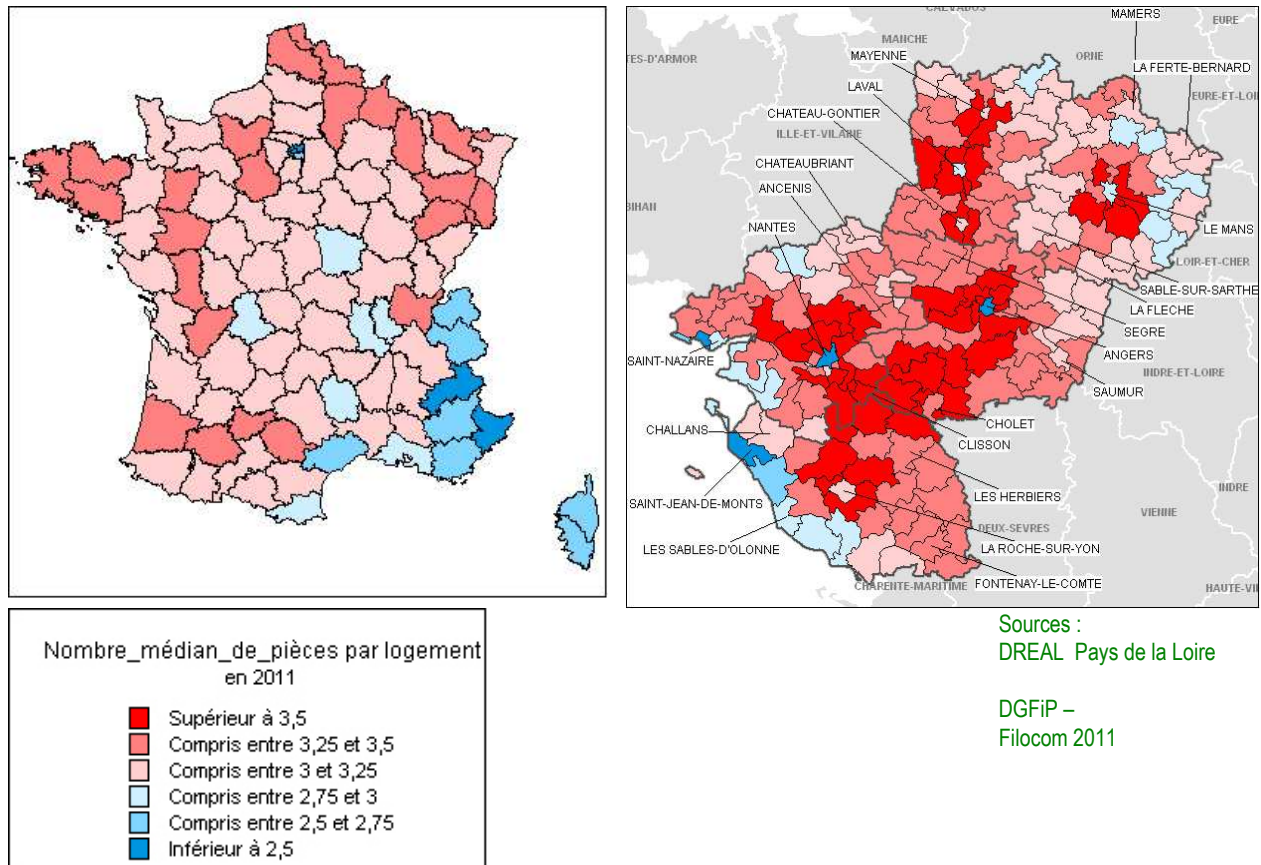 CALVADOS
MAMERS
EURE
MANCHE
ORNE
TES-D'ARMOR
MAYENNE
LA FERTE-BERNARD
LAVAL
EURE-ET-LOI
CHATEAU-GONTIER
ILLE-ET-VILAINE
CHATEAUBRIANT
ANCENIS
BIHAN
NANTES
LE MANS
LOIR-ET-CHER
SABLE-SUR-SARTHE
LA FLECHE
SEGRE
SAINT-NAZAIRE
ANGERS
INDRE-ET-LOIRE
SAUMUR
CHOLET
CHALLANS
CLISSON
INDRE
SAINT-JEAN-DE-MONTS
LES HERBIERS
VIENNE
DEUX-SEVRES
LES SABLES-D'OLONNE
LA ROCHE-SUR-YON
FONTENAY-LE-COMTE
CHARENTE-MARITIME
HAUTE-VI
Nombre_médian_de_pièces par logement
en 2011
Supérieur à 3,5
Compris entre 3,25 et 3,5
Compris entre 3 et 3,25
Compris entre 2,75 et 3
Compris entre 2,5 et 2,75
Inférieur à 2,5
Sources :
DREAL Pays de la Loire
DGFiP –
Filocom 2011